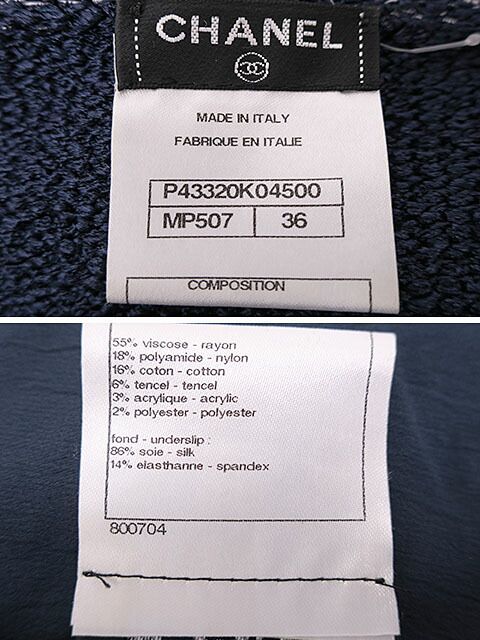 CHANEL
MADE IN ITALY
FABRIQUE EN ITALIE
P43320K04500
MP507 36
COMPOSITION
55% viscose - rayon
18% polyamide - nylon
16% coton - cotton
6% tencel - tencel
3% acrylique - acrylic
2% polyester - polyester
fond - underslip :
86% soie - silk
14% elasthanne - spandex
800704